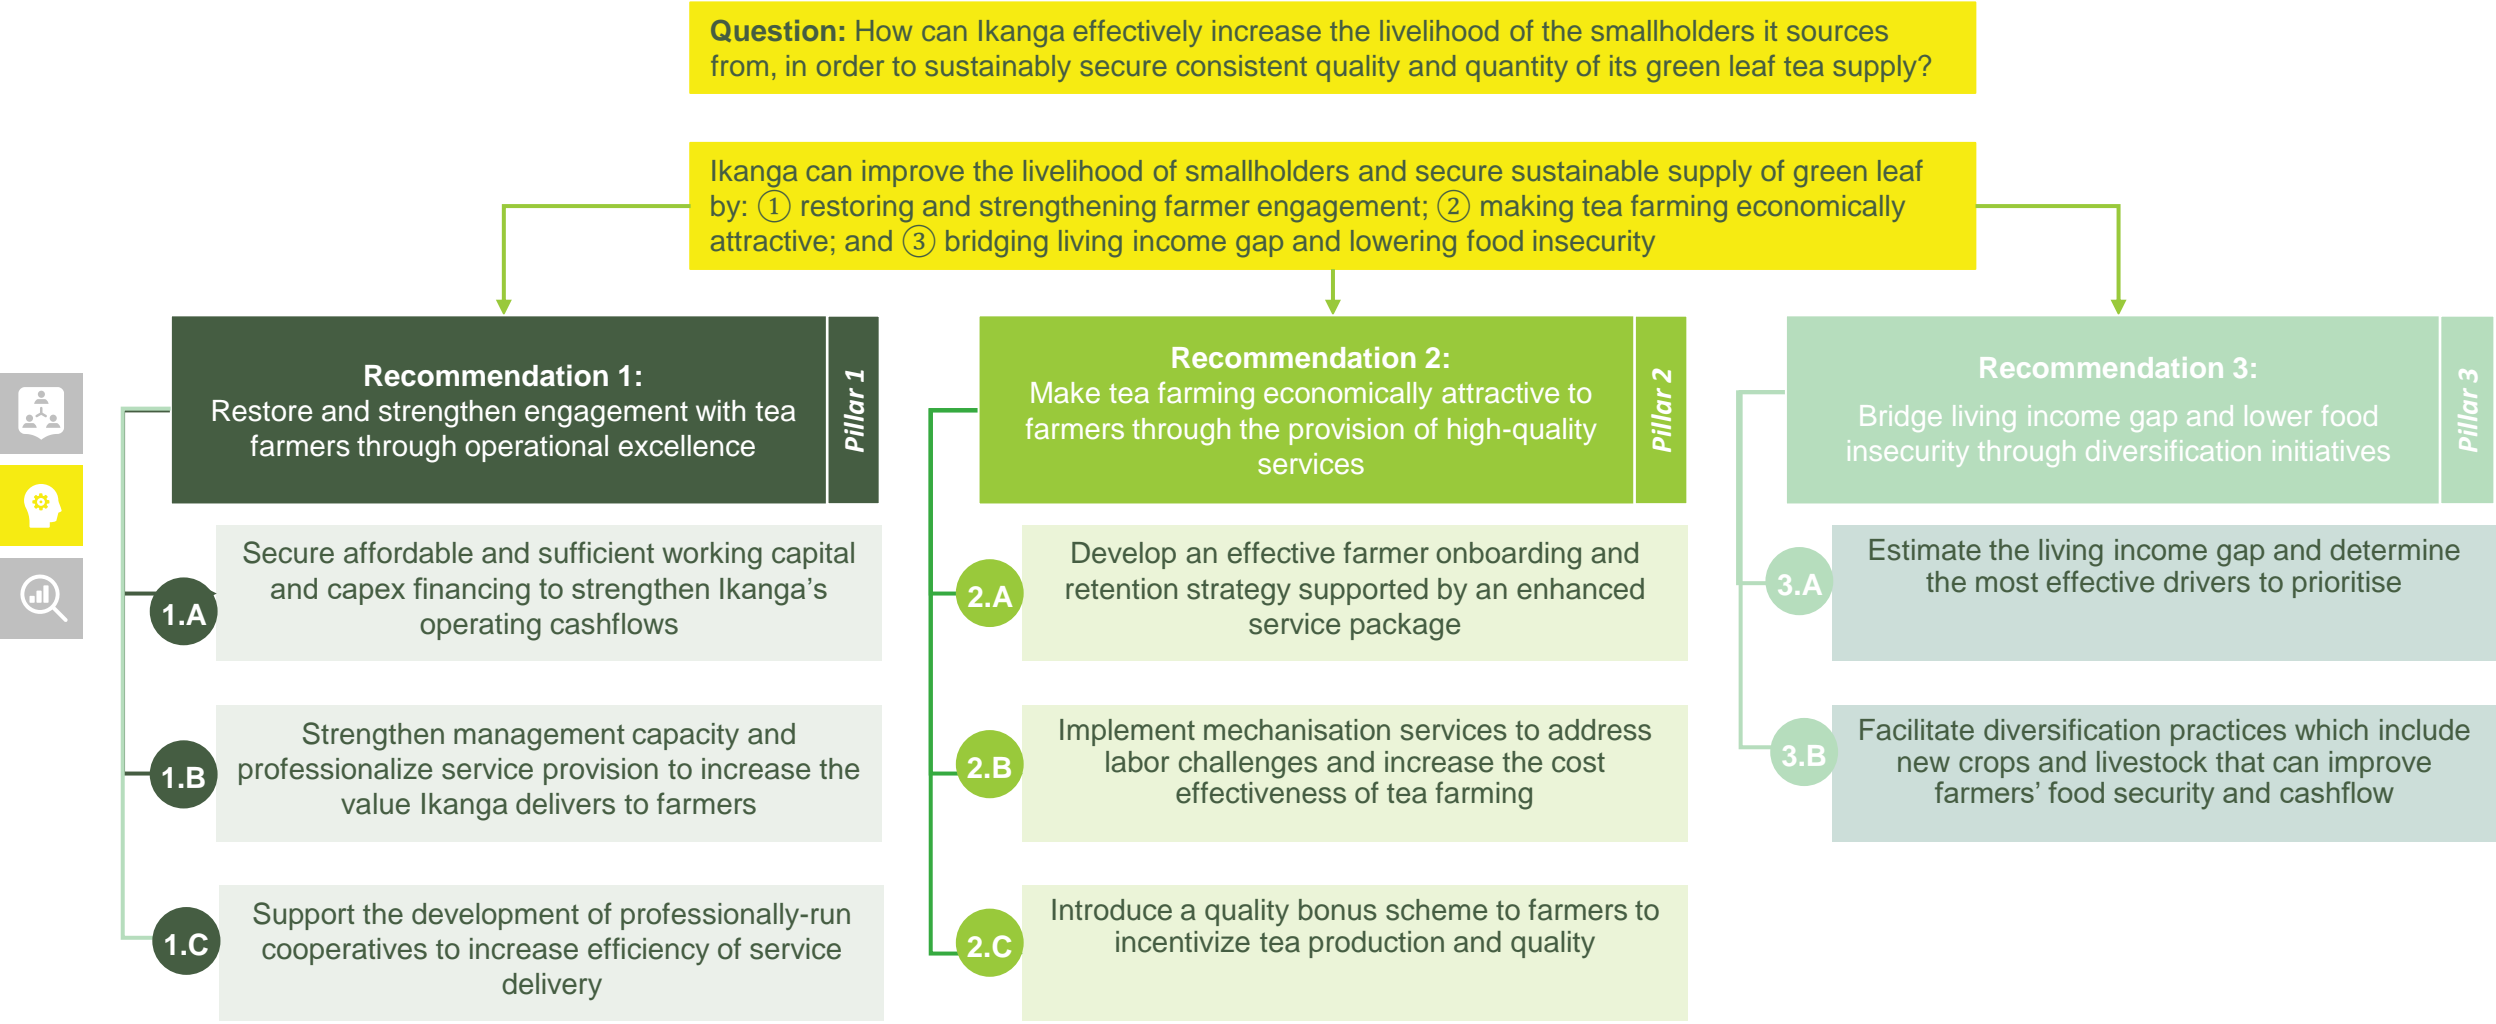 Question: How can Ikanga effectively increase the livelihood of the smallholders it sources
from, in order to sustainably secure consistent quality and quantity of its green leaf tea supply?
Ikanga can improve the livelihood of smallholders and secure sustainable supply of green leaf
by: ① restoring and strengthening farmer engagement; ② making tea farming economically
attractive; and ③ bridging living income gap and lowering food insecurity
Recommendation 1:
Restore and strengthen engagement with tea
farmers through operational excellence
Pillar 1
1.A
Secure affordable and sufficient working capital
and capex financing to strengthen Ikanga’s
operating cashflows
1.B
Strengthen management capacity and
professionalize service provision to increase the
value Ikanga delivers to farmers
1.C
Support the development of professionally-run
cooperatives to increase efficiency of service
delivery
Recommendation 2:
Make tea farming economically attractive to
farmers through the provision of high-quality
services
Pillar 2
2.A
Develop an effective farmer onboarding and
retention strategy supported by an enhanced
service package
2.B
Implement mechanisation services to address
labor challenges and increase the cost
effectiveness of tea farming
2.C
Introduce a quality bonus scheme to farmers to
incentivize tea production and quality
Recommendation 3:
Bridge living income gap and lower food
insecurity through diversification initiatives
Pillar 3
3.A
Estimate the living income gap and determine
the most effective drivers to prioritise
3.B
Facilitate diversification practices which include
new crops and livestock that can improve
farmers’ food security and cashflow